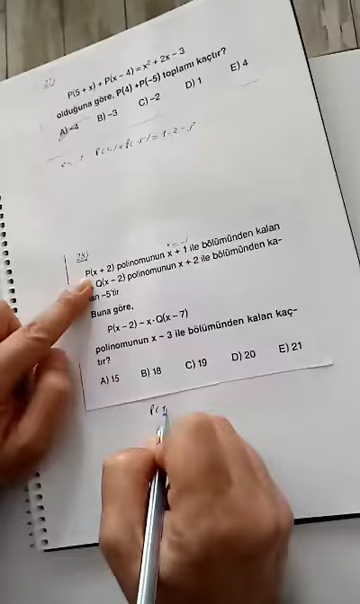 P(5 + x) + P(x - 4) = x² + 2x - 3
olduğuna göre, P(4) + P(-5) toplamı kaçtır?
A) -4 B) -3 C) -2 D) 1 E) 4
28)
P(x + 2) polinomunun x + 1 ile bölümünden kalan
Q(x - 2) polinomunun x + 2 ile bölümünden ka-
an -5'tir.
Buna göre,
P(x - 2) - x·Q(x - 7)
polinomunun x - 3 ile bölümünden kalan kaç-
tır?
A) 15 B) 18 C) 19 D) 20 E) 21
P(1